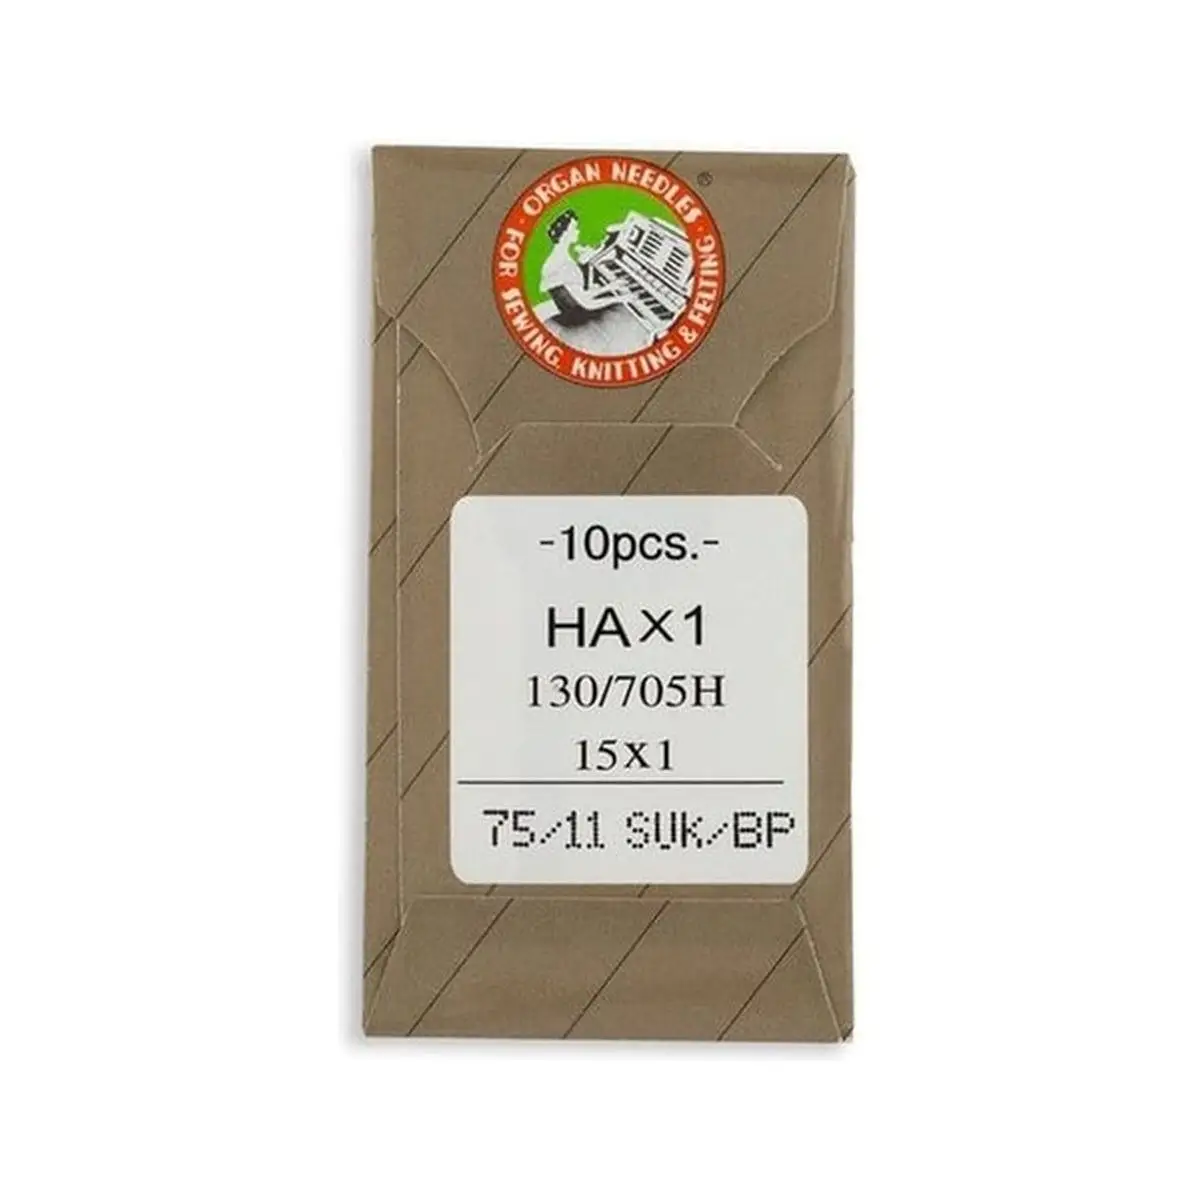 ORGAN NEEDLES ®
· FOR SEWING, KNITTING & FELTING ·
-10pcs.-
HA×1
130/705H
15X1
75/11 SUK/BP